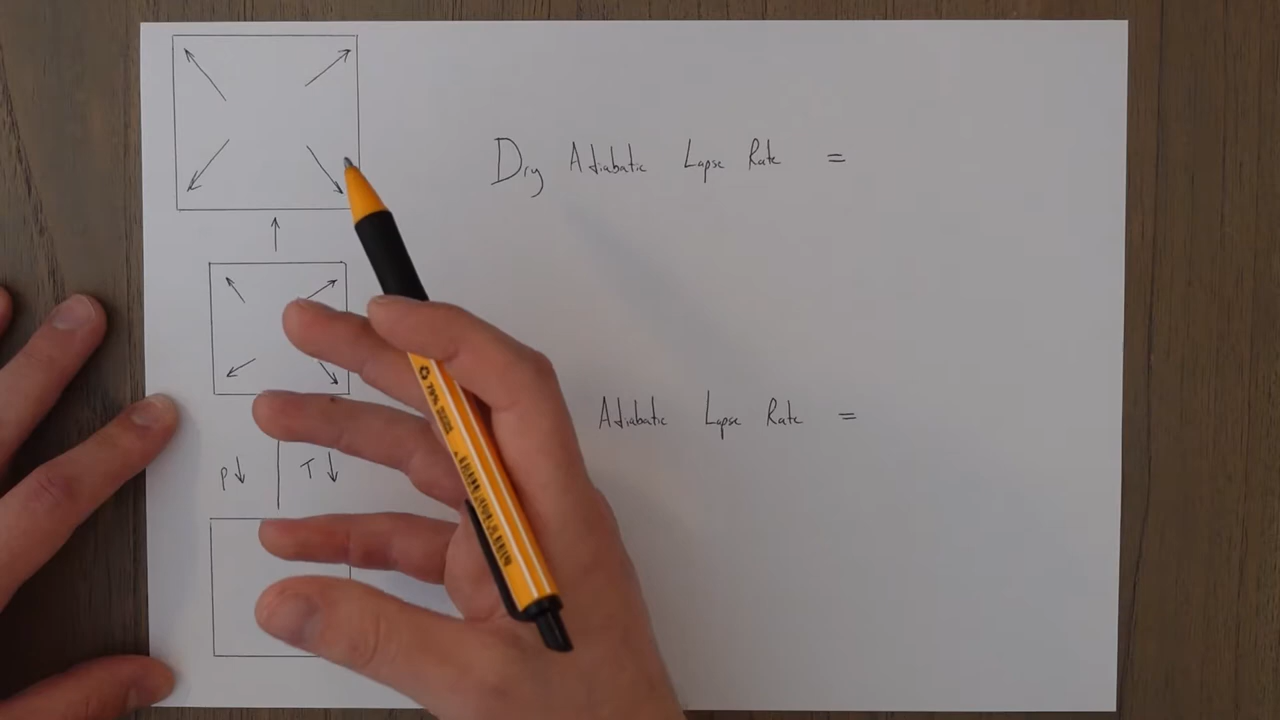 Dry Adiabatic Lapse Rate =
Adiabatic Lapse Rate =
P↓ T↓